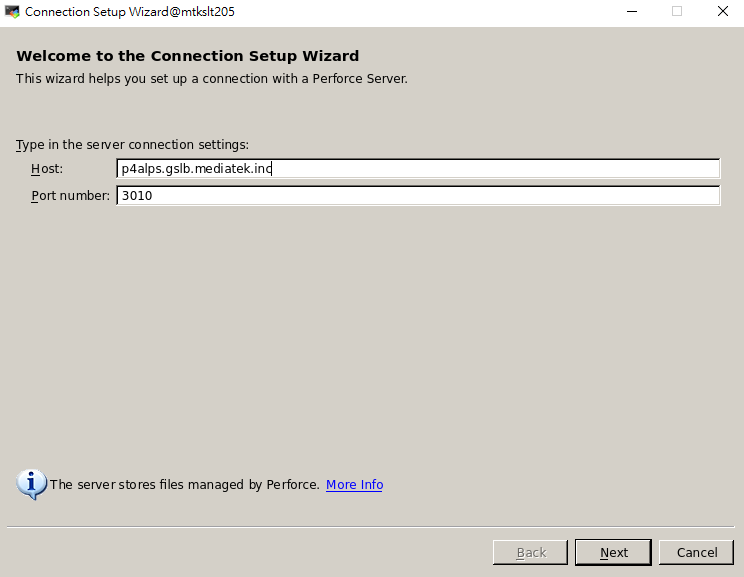 Connection Setup Wizard@mtkslt205
Welcome to the Connection Setup Wizard
This wizard helps you set up a connection with a Perforce Server.
Type in the server connection settings:
Host: p4alps.gslb.mediatek.inc
Port number: 3010
The server stores files managed by Perforce. More Info
Back Next Cancel